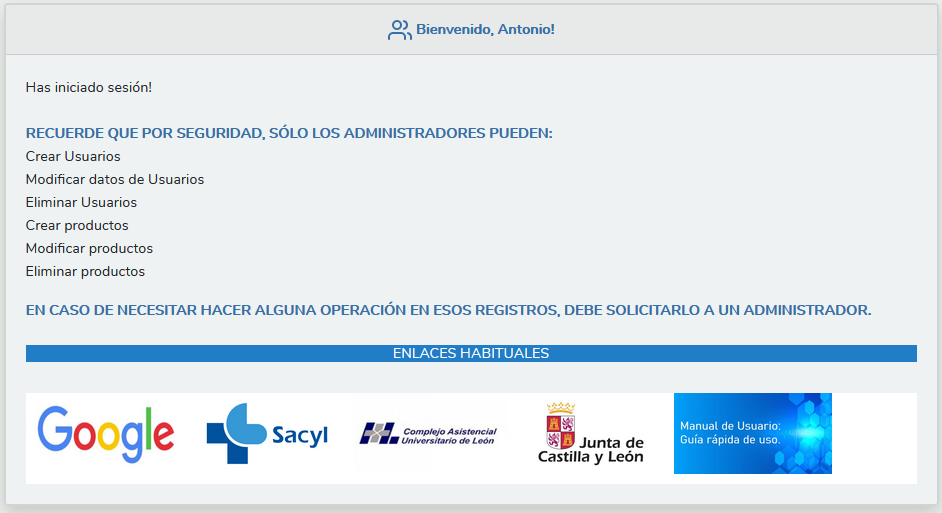 Bienvenido, Antonio!
Has iniciado sesión!
RECUERDE QUE POR SEGURIDAD, SÓLO LOS ADMINISTRADORES PUEDEN:
Crear Usuarios
Modificar datos de Usuarios
Eliminar Usuarios
Crear productos
Modificar productos
Eliminar productos
EN CASO DE NECESITAR HACER ALGUNA OPERACIÓN EN ESOS REGISTROS, DEBE SOLICITARLO A UN ADMINISTRADOR.
ENLACES HABITUALES
Google
Sacyl
Complejo Asistencial
Universitario de León
Junta de
Castilla y León
Manual de Usuario:
Guía rápida de uso.